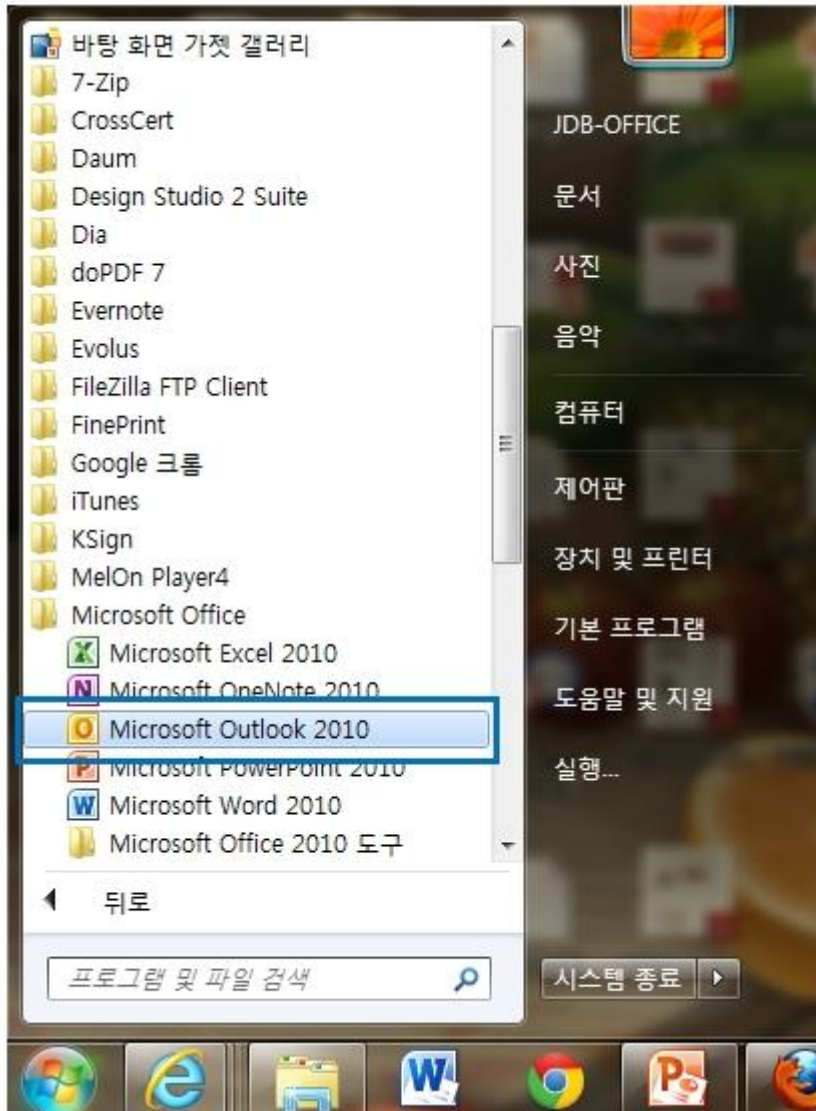 바탕 화면 가젯 갤러리
7-Zip
CrossCert
Daum
Design Studio 2 Suite
Dia
doPDF 7
Evernote
Evolus
FileZilla FTP Client
FinePrint
Google 크롬
iTunes
KSign
MelOn Player4
Microsoft Office
Microsoft Excel 2010
Microsoft OneNote 2010
Microsoft Outlook 2010
Microsoft PowerPoint 2010
Microsoft Word 2010
Microsoft Office 2010 도구
뒤로
프로그램 및 파일 검색
JDB-OFFICE
문서
사진
음악
컴퓨터
제어판
장치 및 프린터
기본 프로그램
도움말 및 지원
실행...
시스템 종료